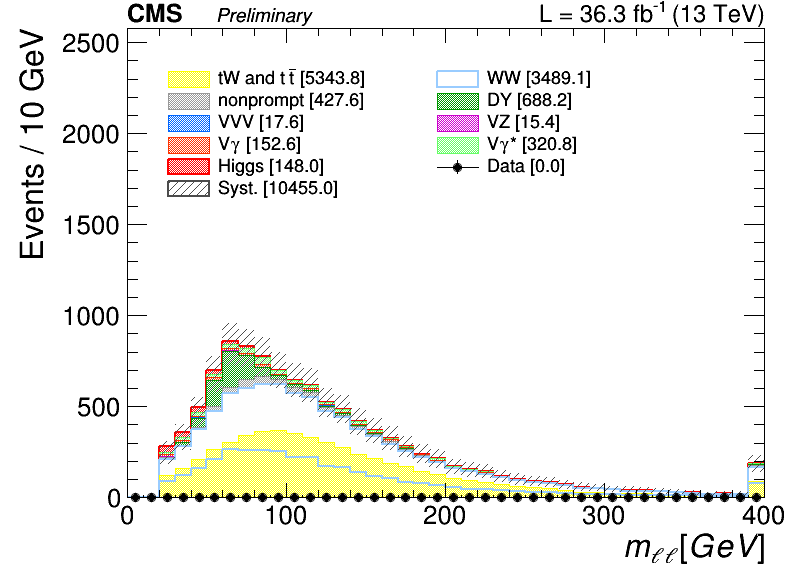 CMS Preliminary L = 36.3 fb⁻¹ (13 TeV)
Events / 10 GeV
2500
2000
1500
1000
500
0
tW and t t̄ [5343.8]
nonprompt [427.6]
VVV [17.6]
Vγ [152.6]
Higgs [148.0]
Syst. [10455.0]
WW [3489.1]
DY [688.2]
VZ [15.4]
Vγ* [320.8]
Data [0.0]
0 100 200 300 400
m_ℓℓ[GeV]